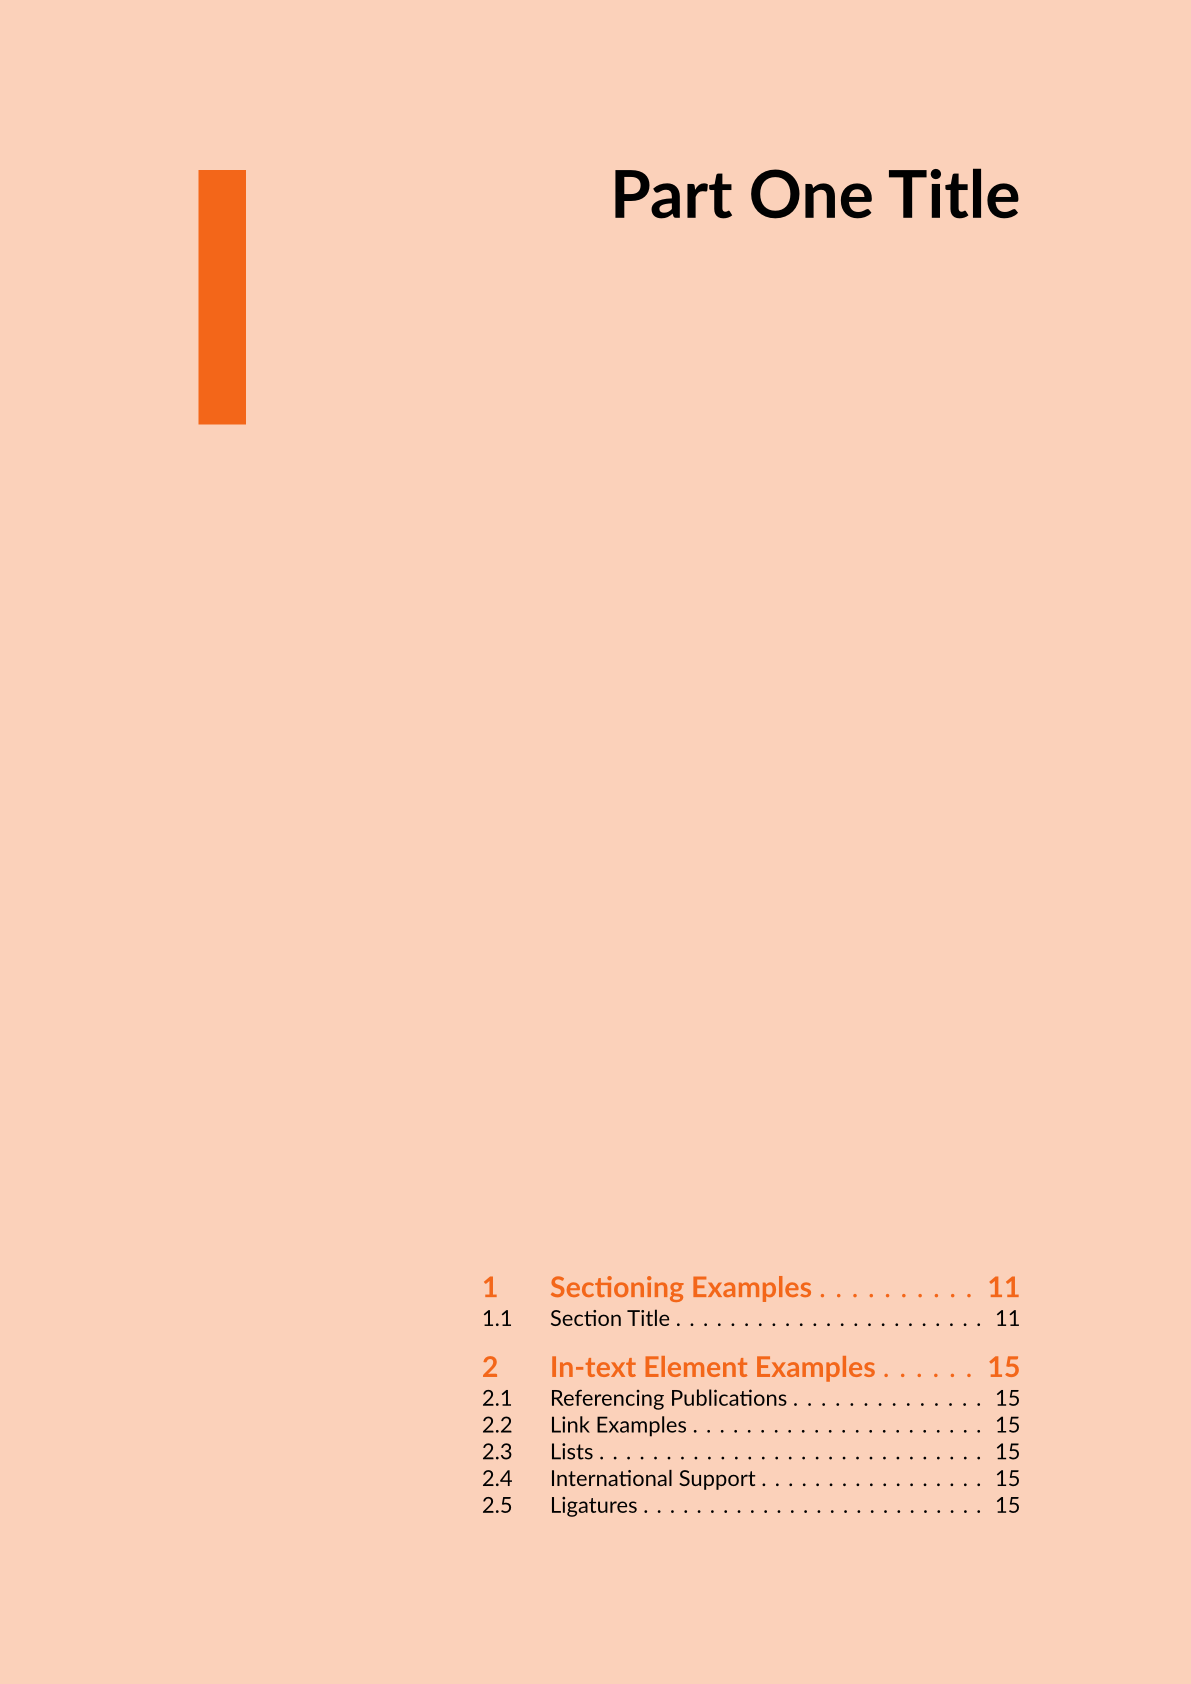 I
Part One Title
1 Sectioning Examples . . . . . . . . . . 11
1.1 Section Title . . . . . . . . . . . . . . . . . . . . . . . 11
2 In-text Element Examples . . . . . . 15
2.1 Referencing Publications . . . . . . . . . . . . . . 15
2.2 Link Examples . . . . . . . . . . . . . . . . . . . . . . 15
2.3 Lists . . . . . . . . . . . . . . . . . . . . . . . . . . . . . 15
2.4 International Support . . . . . . . . . . . . . . . . . 15
2.5 Ligatures . . . . . . . . . . . . . . . . . . . . . . . . . . 15